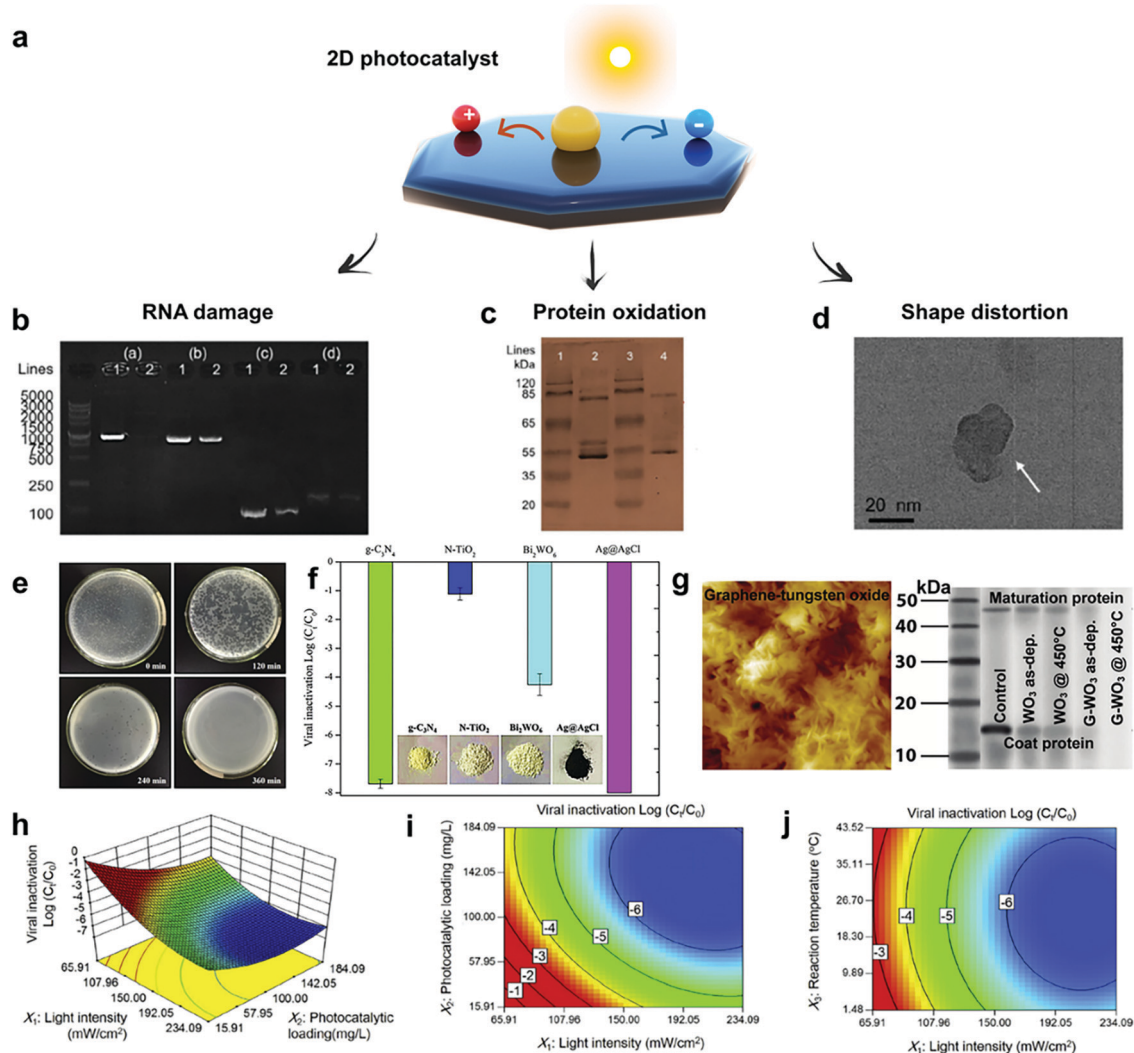 a
2D photocatalyst
+
-
b
RNA damage
(a) (b) (c) (d)
Lines 1 2 1 2 1 2 1 2
5000
3000
2000
1500
1000
750
500
250
100
c
Protein oxidation
Lines 1 2 3 4
kDa
120
85
65
55
35
20
d
Shape distortion
20 nm
e
0 min
120 min
240 min
360 min
f
g-C₃N₄ N-TiO₂ Bi₂WO₆ Ag@AgCl
Viral inactivation Log (Cₜ/C₀)
0
-1
-2
-3
-4
-5
-6
-7
-8
g-C₃N₄ N-TiO₂ Bi₂WO₆ Ag@AgCl
g
Graphene-tungsten oxide
kDa
50
40
30
20
10
Maturation protein
Control
WO₃ as-dep.
WO₃ @ 450°C
G-WO₃ as-dep.
G-WO₃ @ 450°C
Coat protein
h
Viral inactivation
Log (Cₜ/C₀)
0
-1
-2
-3
-4
-5
-6
-7
65.91
107.96
150.00
192.05
234.09
X₁: Light intensity
(mW/cm²)
184.09
142.05
100.00
57.95
15.91
X₂: Photocatalytic
loading(mg/L)
i
Viral inactivation Log (Cₜ/C₀)
X₂: Photocatalytic loading (mg/L)
184.09
142.05
100.00
57.95
15.91
-6
-5
-4
-3
-2
-1
65.91 107.96 150.00 192.05 234.09
X₁: Light intensity (mW/cm²)
j
Viral inactivation Log (Cₜ/C₀)
X₃: Reaction temperature (°C)
43.52
35.11
26.70
18.30
9.89
1.48
-3
-4
-5
-6
65.91 107.96 150.00 192.05 234.09
X₁: Light intensity (mW/cm²)